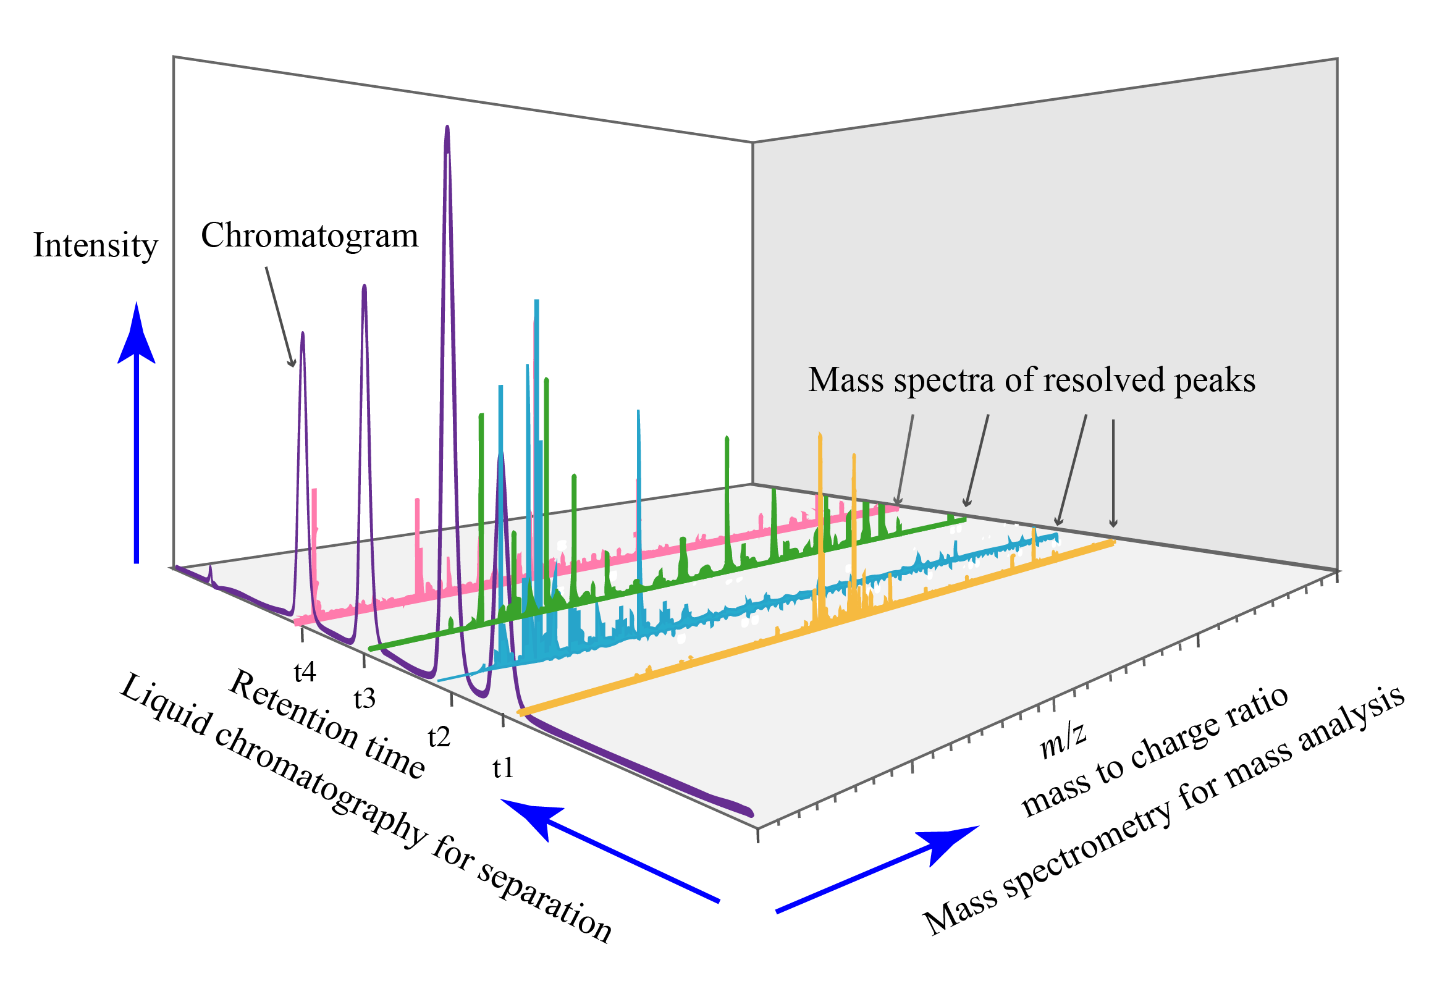 Intensity
Chromatogram
Mass spectra of resolved peaks
t4
t3
t2
t1
Retention time
Liquid chromatography for separation
m/z
mass to charge ratio
Mass spectrometry for mass analysis